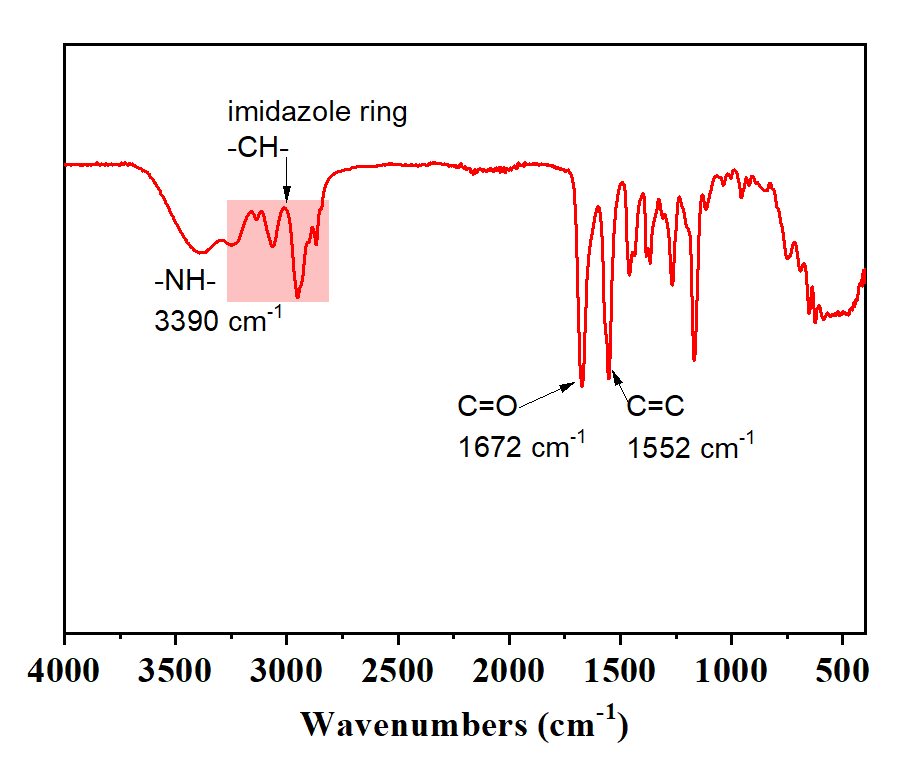 imidazole ring
-CH-
-NH-
3390 cm⁻¹
C=O
1672 cm⁻¹
C=C
1552 cm⁻¹
4000 3500 3000 2500 2000 1500 1000 500
Wavenumbers (cm⁻¹)